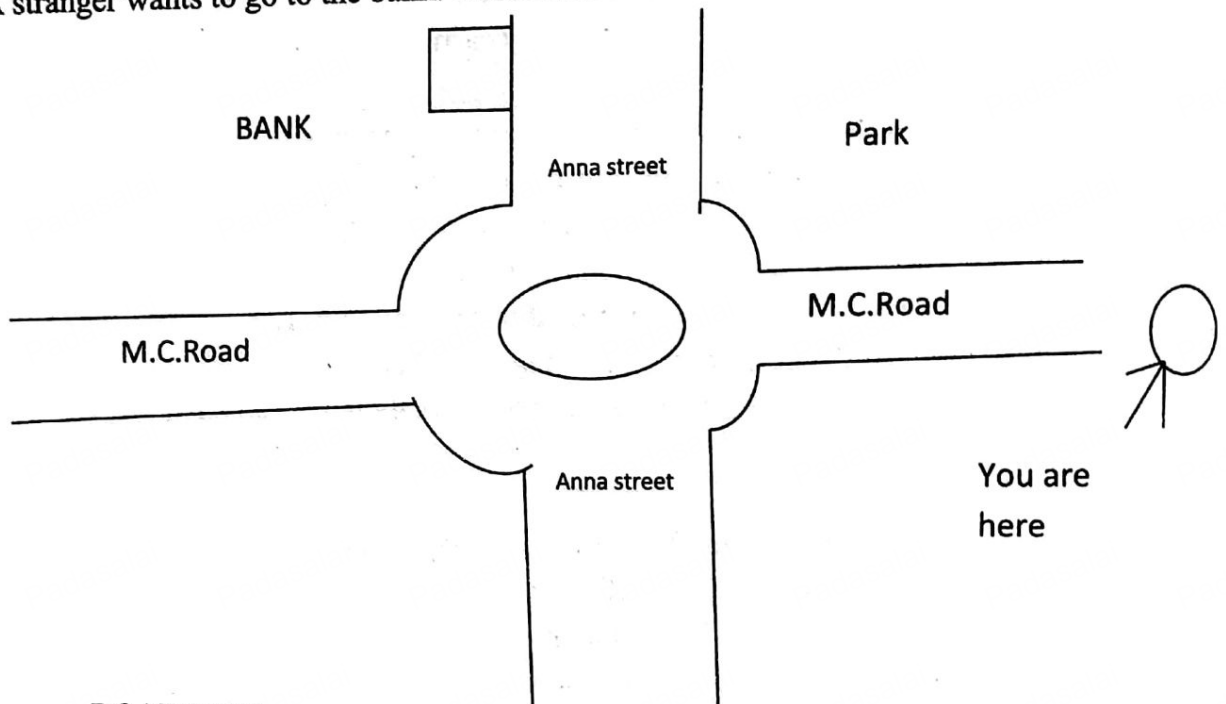 stranger wants to go to the
BANK
Park
Anna street
M.C.Road
M.C.Road
Anna street
You are
here